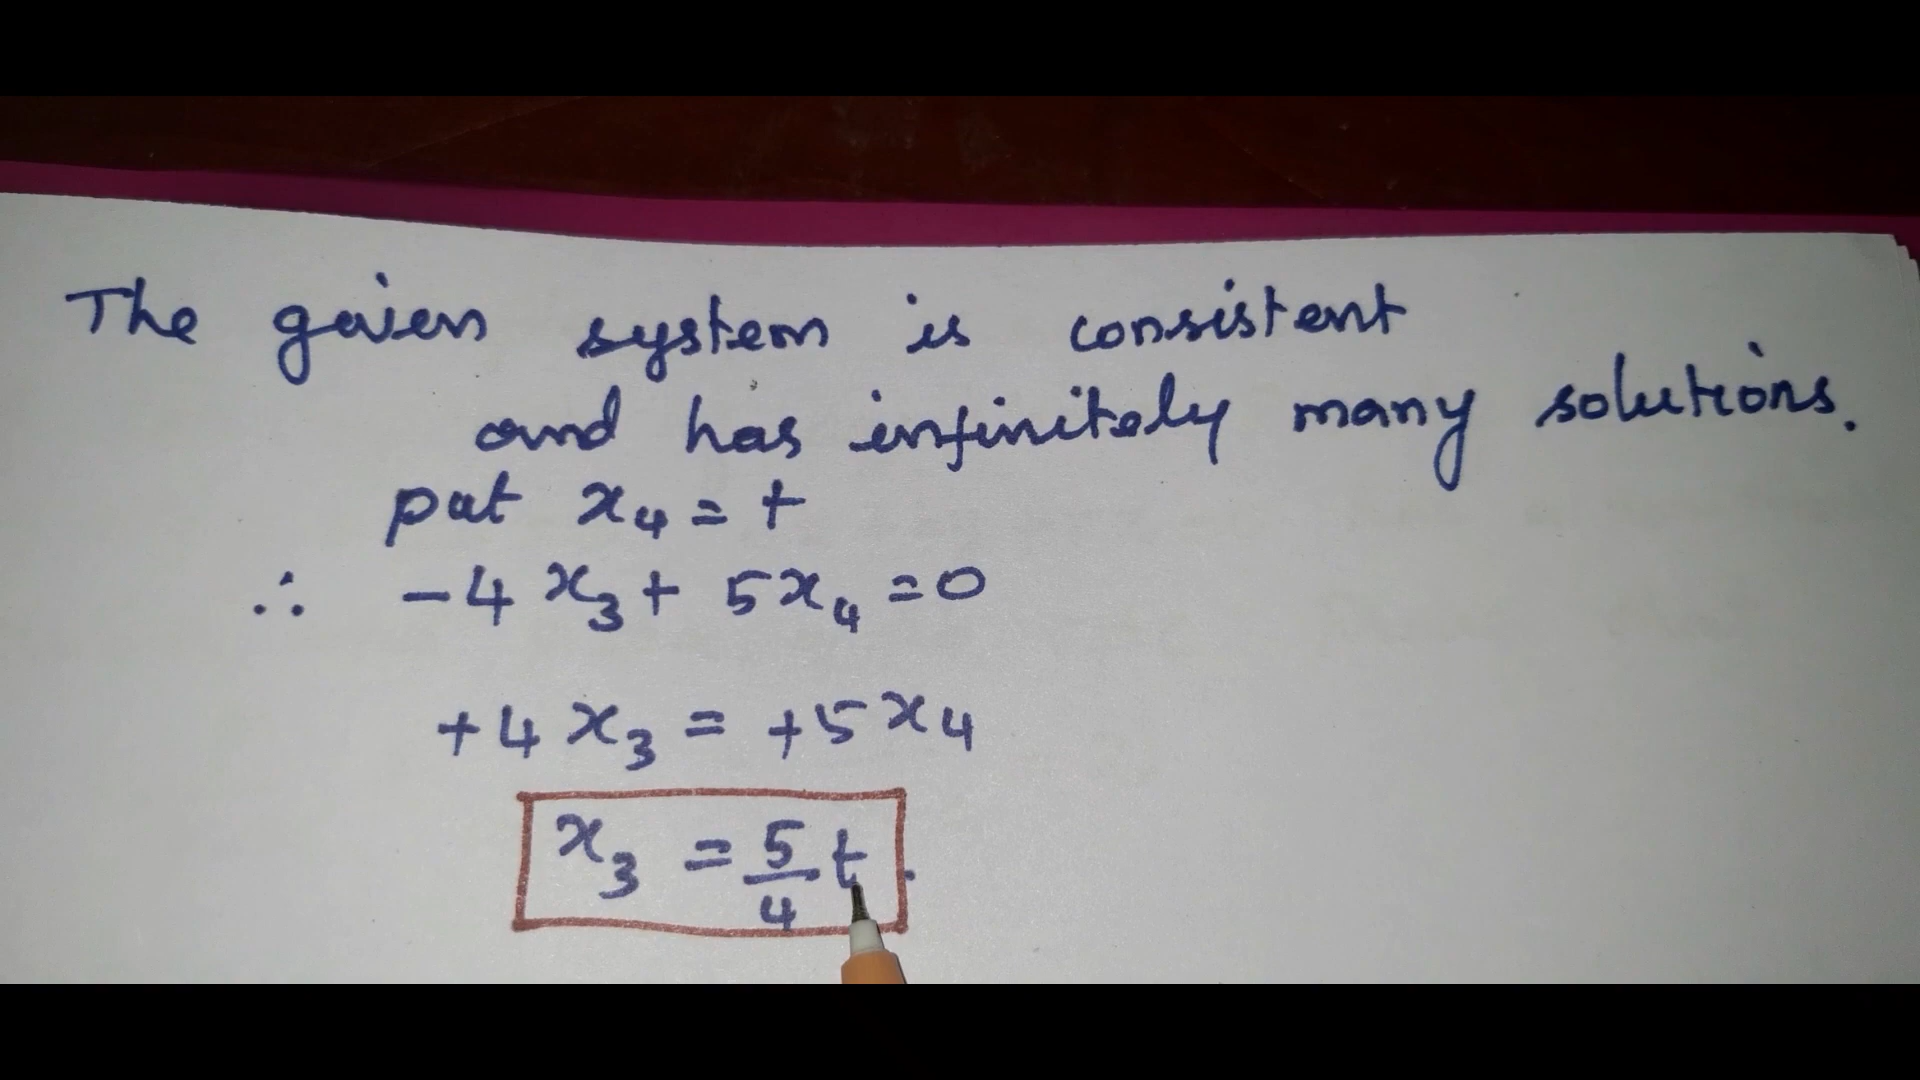 The given system is consistent
and has infinitely many solutions.
put x₄ = t
∴ -4x₃ + 5x₄ = 0
+4x₃ = +5x₄
x₃ = 5/4 t.